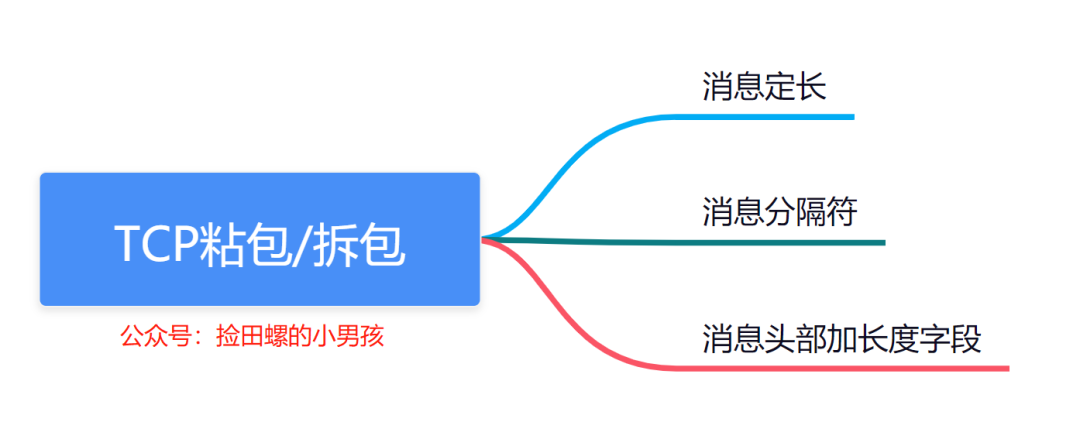 消息定长
消息分隔符
TCP粘包/拆包
公众号：捡田螺的小男孩
消息头部加长度字段